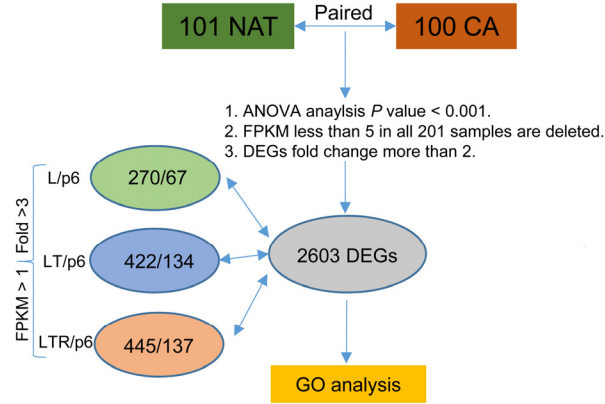 101 NAT
Paired
100 CA
1. ANOVA anaylsis P value < 0.001.
2. FPKM less than 5 in all 201 samples are deleted.
3. DEGs fold change more than 2.
FPKM > 1 Fold >3
L/p6
270/67
LT/p6
422/134
LTR/p6
445/137
2603 DEGs
GO analysis